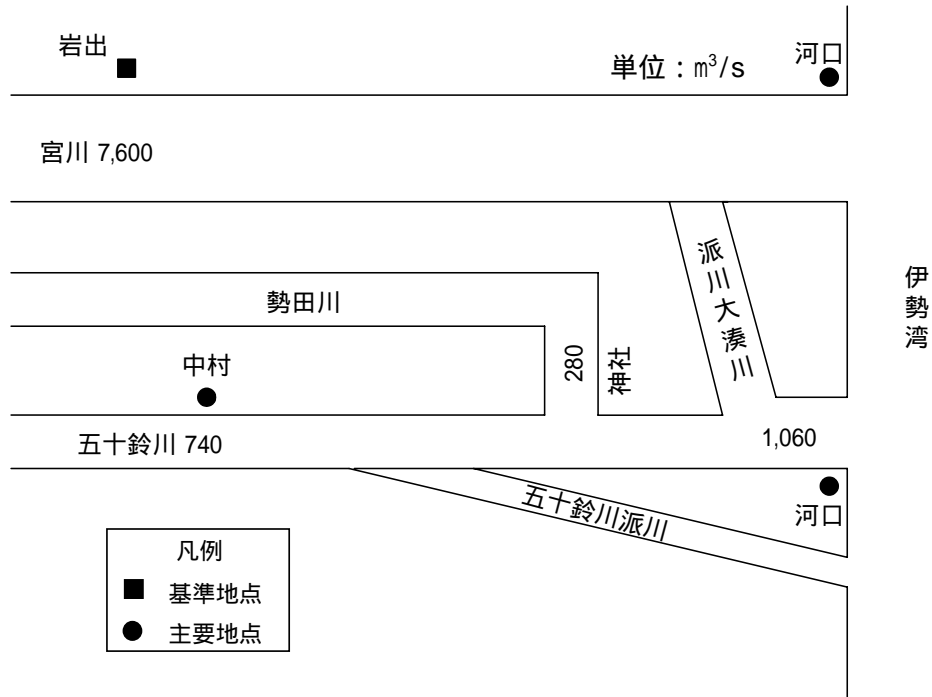 岩出
単位：㎥/s
河口
宮川 7,600
派川大湊川
伊勢湾
勢田川
280
神社
中村
五十鈴川 740
1,060
五十鈴川派川
河口
凡例
基準地点
主要地点